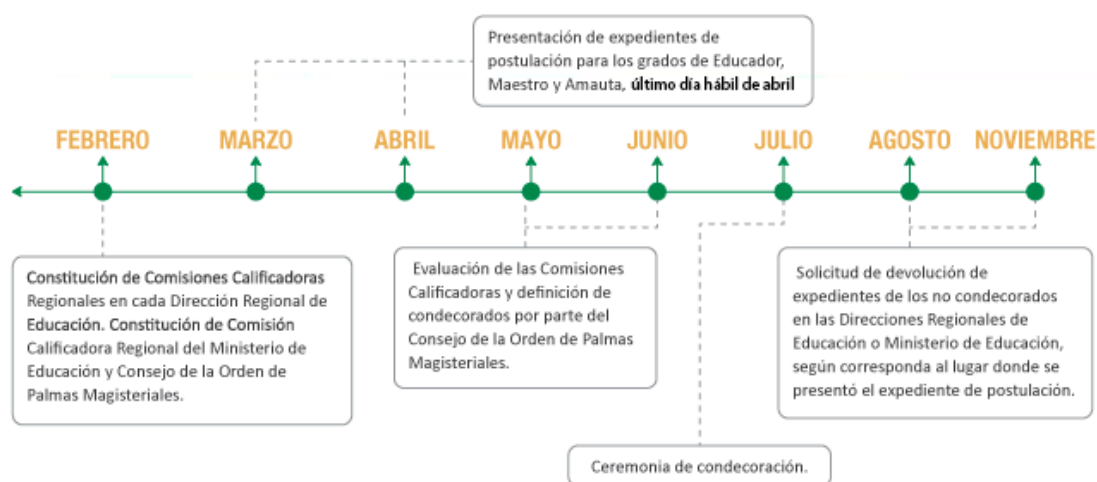 Presentación de expedientes de
postulación para los grados de Educador,
Maestro y Amauta, último día hábil de abril
FEBRERO MARZO ABRIL MAYO JUNIO JULIO AGOSTO NOVIEMBRE
Constitución de Comisiones Calificadoras
Regionales en cada Dirección Regional de
Educación. Constitución de Comisión
Calificadora Regional del Ministerio de
Educación y Consejo de la Orden de
Palmas Magisteriales.
Evaluación de las Comisiones
Calificadoras y definición de
condecorados por parte del
Consejo de la Orden de Palmas
Magisteriales.
Solicitud de devolución de
expedientes de los no condecorados
en las Direcciones Regionales de
Educación o Ministerio de Educación,
según corresponda al lugar donde se
presentó el expediente de postulación.
Ceremonia de condecoración.